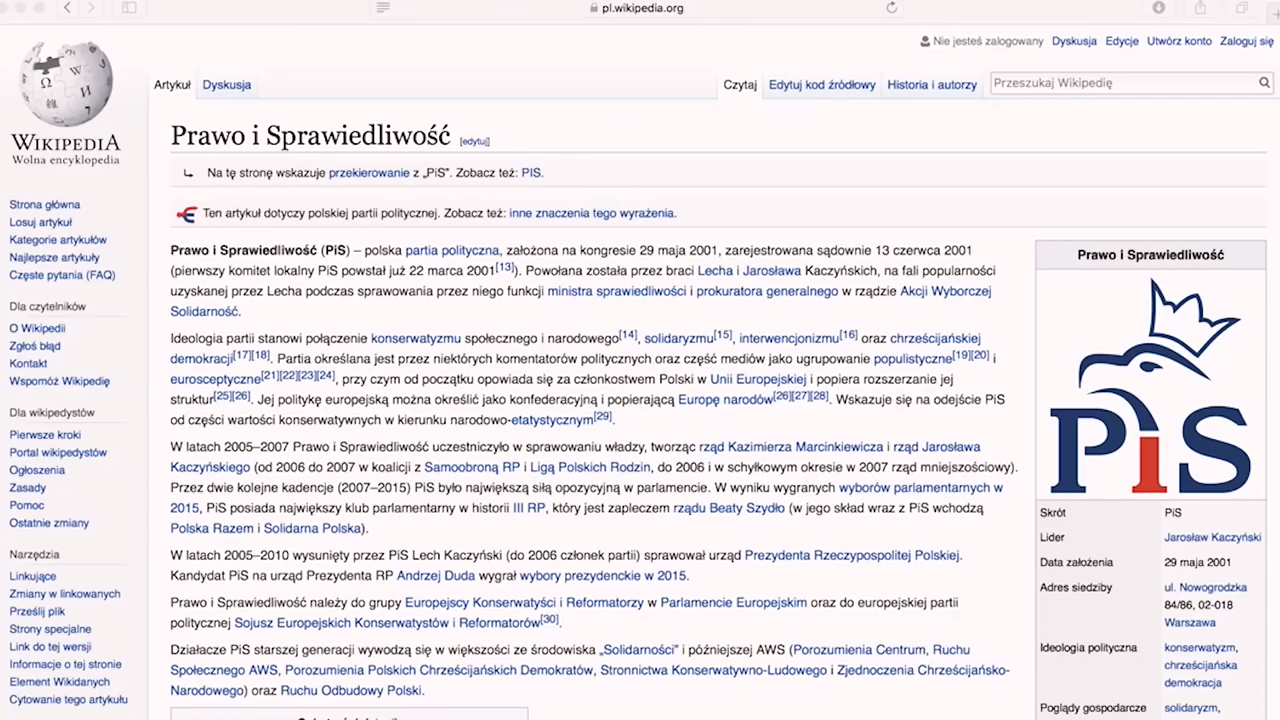 pl.wikipedia.org
Nie jesteś zalogowany Dyskusja Edycje Utwórz konto Zaloguj się
Artykuł Dyskusja Czytaj Edytuj kod źródłowy Historia i autorzy Przeszukaj Wikipedię
WIKIPEDIA
Wolna encyklopedia
Strona główna
Losuj artykuł
Kategorie artykułów
Najlepsze artykuły
Częste pytania (FAQ)
Dla czytelników
O Wikipedii
Zgłoś błąd
Kontakt
Wspomóż Wikipedię
Dla wikipedystów
Pierwsze kroki
Portal wikipedystów
Ogłoszenia
Zasady
Pomoc
Ostatnie zmiany
Narzędzia
Linkujące
Zmiany w linkowanych
Prześlij plik
Strony specjalne
Link do tej wersji
Informacje o tej stronie
Element Wikidanych
Cytowanie tego artykułu
Prawo i Sprawiedliwość [edytuj]
Na tę stronę wskazuje przekierowanie z „PiS”. Zobacz też: PIS.
Ten artykuł dotyczy polskiej partii politycznej. Zobacz też: inne znaczenia tego wyrażenia.
Prawo i Sprawiedliwość (PiS) – polska partia polityczna, założona na kongresie 29 maja 2001, zarejestrowana sądownie 13 czerwca 2001
(pierwszy komitet lokalny PiS powstał już 22 marca 2001[13]). Powołana została przez braci Lecha i Jarosława Kaczyńskich, na fali popularności
uzyskanej przez Lecha podczas sprawowania przez niego funkcji ministra sprawiedliwości i prokuratora generalnego w rządzie Akcji Wyborczej
Solidarność.
Ideologia partii stanowi połączenie konserwatyzmu społecznego i narodowego[14], solidaryzmu[15], interwencjonizmu[16] oraz chrześcijańskiej
demokracji[17][18]. Partia określana jest przez niektórych komentatorów politycznych oraz część mediów jako ugrupowanie populistyczne[19][20] i
eurosceptyczne[21][22][23][24], przy czym od początku opowiada się za członkostwem Polski w Unii Europejskiej i popiera rozszerzanie jej
struktur[25][26]. Jej politykę europejską można określić jako konfederacyjną i popierającą Europę narodów[26][27][28]. Wskazuje się na odejście PiS
od części wartości konserwatywnych w kierunku narodowo-etatystycznym[29].
W latach 2005–2007 Prawo i Sprawiedliwość uczestniczyło w sprawowaniu władzy, tworząc rząd Kazimierza Marcinkiewicza i rząd Jarosława
Kaczyńskiego (od 2006 do 2007 w koalicji z Samoobroną RP i Ligą Polskich Rodzin, do 2006 i w schyłkowym okresie w 2007 rząd mniejszościowy).
Przez dwie kolejne kadencje (2007–2015) PiS było największą siłą opozycyjną w parlamencie. W wyniku wygranych wyborów parlamentarnych w
2015, PiS posiada największy klub parlamentarny w historii III RP, który jest zapleczem rządu Beaty Szydło (w jego skład wraz z PiS wchodzą
Polska Razem i Solidarna Polska).
W latach 2005–2010 wysunięty przez PiS Lech Kaczyński (do 2006 członek partii) sprawował urząd Prezydenta Rzeczypospolitej Polskiej.
Kandydat PiS na urząd Prezydenta RP Andrzej Duda wygrał wybory prezydenckie w 2015.
Prawo i Sprawiedliwość należy do grupy Europejscy Konserwatyści i Reformatorzy w Parlamencie Europejskim oraz do europejskiej partii
politycznej Sojusz Europejskich Konserwatystów i Reformatorów[30].
Działacze PiS starszej generacji wywodzą się w większości ze środowiska „Solidarności” i późniejszej AWS (Porozumienia Centrum, Ruchu
Społecznego AWS, Porozumienia Polskich Chrześcijańskich Demokratów, Stronnictwa Konserwatywno-Ludowego i Zjednoczenia Chrześcijańsko-
Narodowego) oraz Ruchu Odbudowy Polski.
Prawo i Sprawiedliwość
PiS
Skrót PiS
Lider Jarosław Kaczyński
Data założenia 29 maja 2001
Adres siedziby ul. Nowogrodzka
84/86, 02-018
Warszawa
Ideologia polityczna konserwatyzm,
chrześcijańska
demokracja
Poglądy gospodarcze solidaryzm,